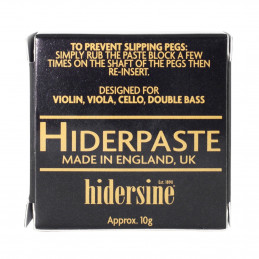 TO PREVENT SLIPPING PEGS:
SIMPLY RUB THE PASTE BLOCK A FEW
TIMES ON THE SHAFT OF THE PEGS THEN
RE-INSERT.
DESIGNED FOR
VIOLIN, VIOLA, CELLO, DOUBLE BASS
HIDERPASTE
MADE IN ENGLAND, UK
Est. 1890
hidersine
Approx. 10g